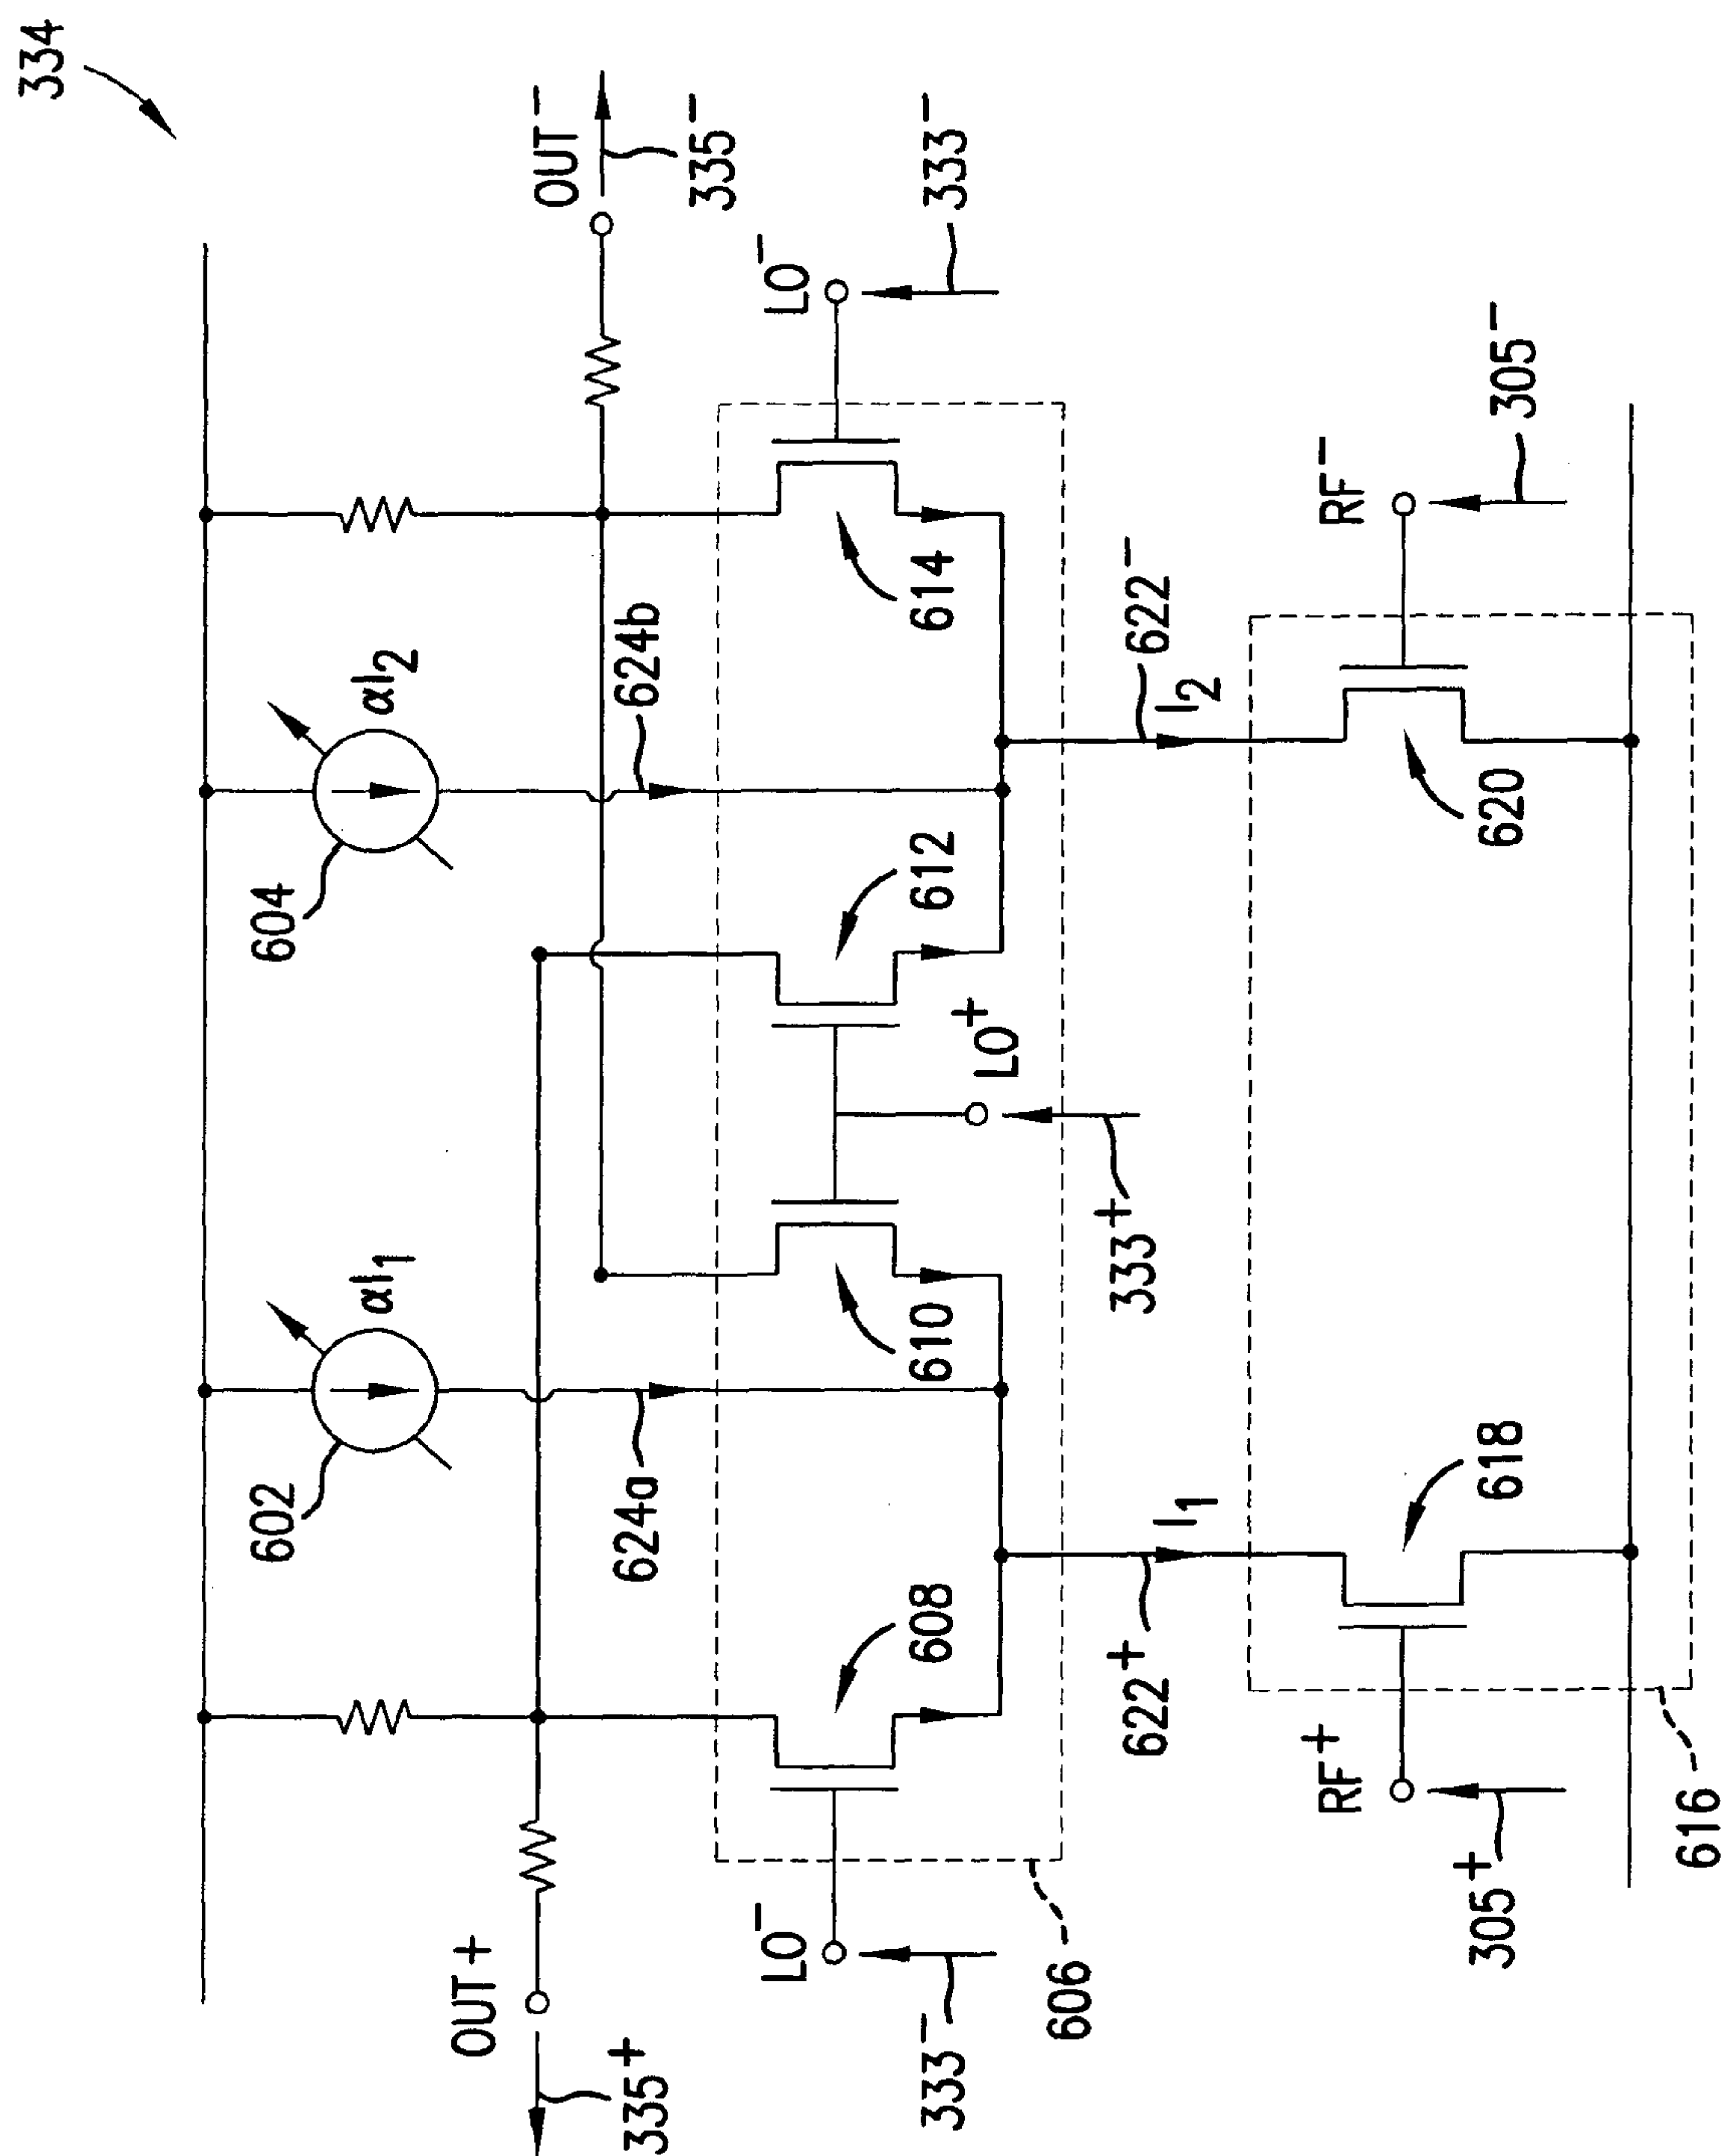 334
OUT+
335+
OUT-
335-
602
αI1
604
αI2
624a
624b
608
610
612
614
LO-
333-
LO+
333+
LO-
333-
606
622+
I1
622-
I2
RF+
305+
618
620
RF-
305-
616